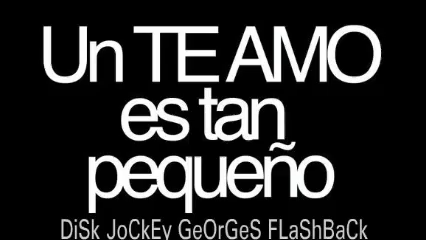 Un TE AMO
es tan
pequeño
DiSk JoCkEy GeOrGeS FLaShBaCk